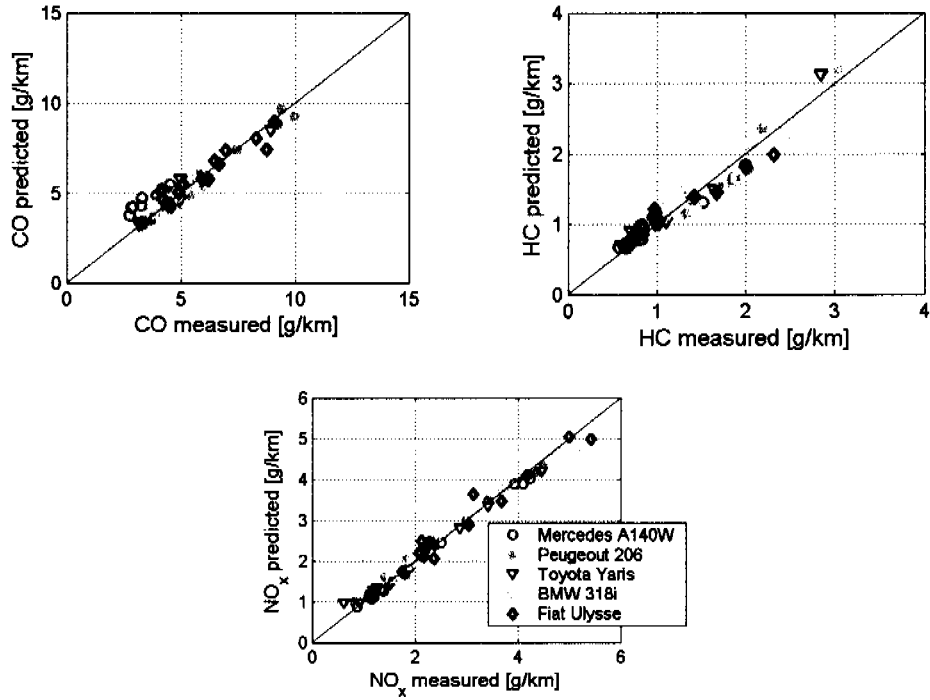 15
10
5
0
CO predicted [g/km]
0 5 10 15
CO measured [g/km]
4
3
2
1
0
HC predicted [g/km]
0 1 2 3 4
HC measured [g/km]
6
5
4
3
2
1
0
NOx predicted [g/km]
Mercedes A140W
Peugeout 206
Toyota Yaris
BMW 318i
Fiat Ulysse
0 2 4 6
NOx measured [g/km]